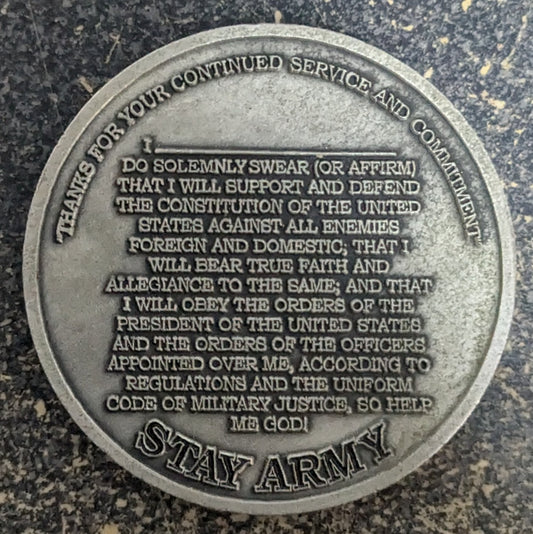 "THANKS FOR YOUR CONTINUED SERVICE AND COMMITMENT"
I
DO SOLEMNLY SWEAR (OR AFFIRM)
THAT I WILL SUPPORT AND DEFEND
THE CONSTITUTION OF THE UNITED
STATES AGAINST ALL ENEMIES
FOREIGN AND DOMESTIC; THAT I
WILL BEAR TRUE FAITH AND
ALLEGIANCE TO THE SAME; AND THAT
I WILL OBEY THE ORDERS OF THE
PRESIDENT OF THE UNITED STATES
AND THE ORDERS OF THE OFFICERS
APPOINTED OVER ME, ACCORDING TO
REGULATIONS AND THE UNIFORM
CODE OF MILITARY JUSTICE, SO HELP
ME GOD!
STAY ARMY